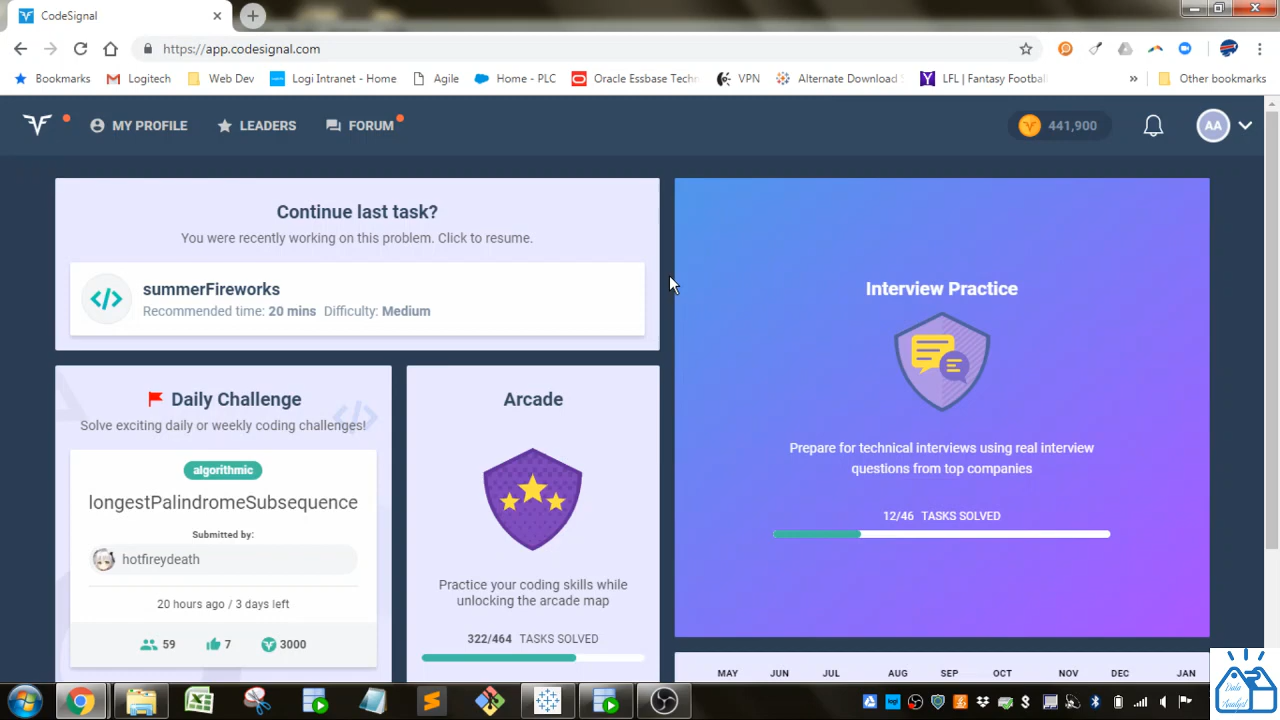 CodeSignal
https://app.codesignal.com
Bookmarks
Logitech
Web Dev
Logi Intranet - Home
Agile
Home - PLC
Oracle Essbase Techn
VPN
Alternate Download S
LFL | Fantasy Football
»
Other bookmarks
MY PROFILE
LEADERS
FORUM
441,900
AA
Continue last task?
You were recently working on this problem. Click to resume.
summerFireworks
Recommended time: 20 mins Difficulty: Medium
Interview Practice
Prepare for technical interviews using real interview
questions from top companies
12/46 TASKS SOLVED
Daily Challenge
Solve exciting daily or weekly coding challenges!
algorithmic
longestPalindromeSubsequence
Submitted by:
hotfireydeath
20 hours ago / 3 days left
59 7 3000
Arcade
Practice your coding skills while
unlocking the arcade map
322/464 TASKS SOLVED
MAY JUN JUL AUG SEP OCT NOV DEC JAN
Data
Analyst